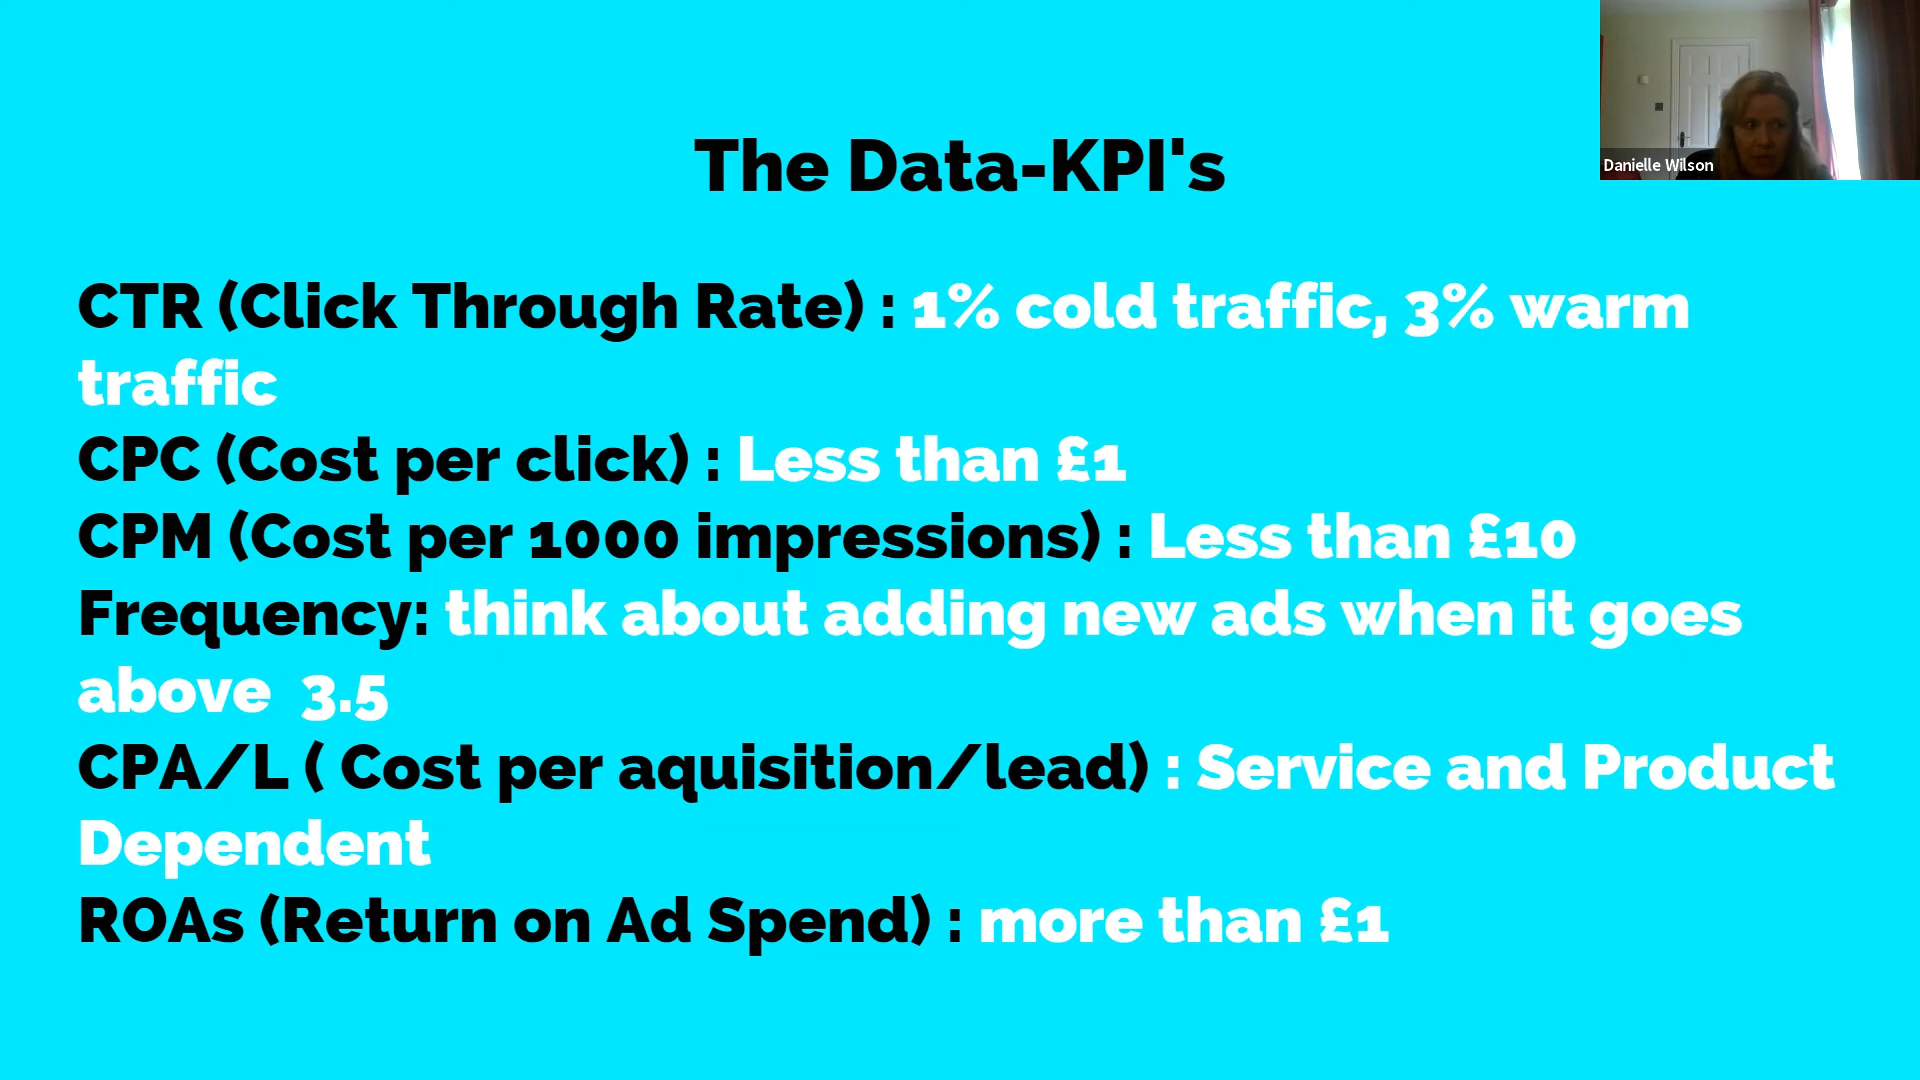 The Data-KPI's
Danielle Wilson
CTR (Click Through Rate) : 1% cold traffic, 3% warm
traffic
CPC (Cost per click) : Less than £1
CPM (Cost per 1000 impressions) : Less than £10
Frequency: think about adding new ads when it goes
above  3.5
CPA/L ( Cost per aquisition/lead) : Service and Product
Dependent
ROAs (Return on Ad Spend) : more than £1